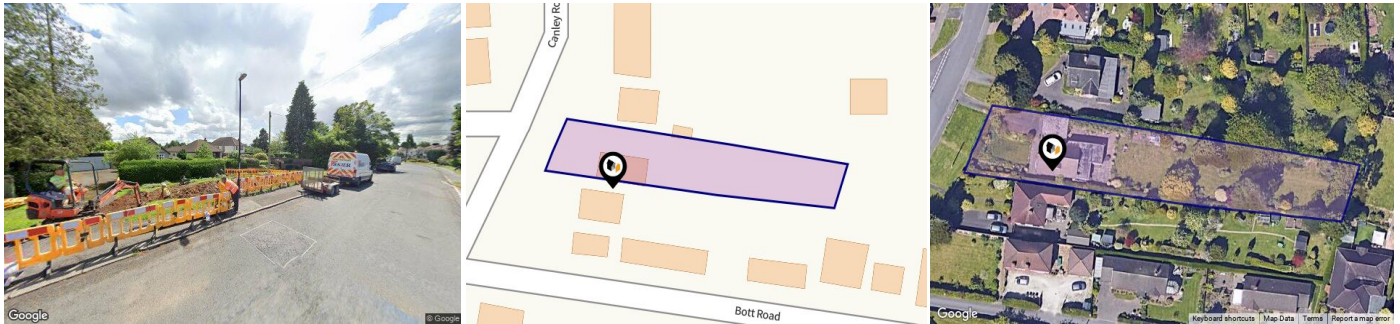 Canley Ro
Bott Road
Google
© Google
Google
Keyboard shortcuts
Map Data
Terms
Report a map error